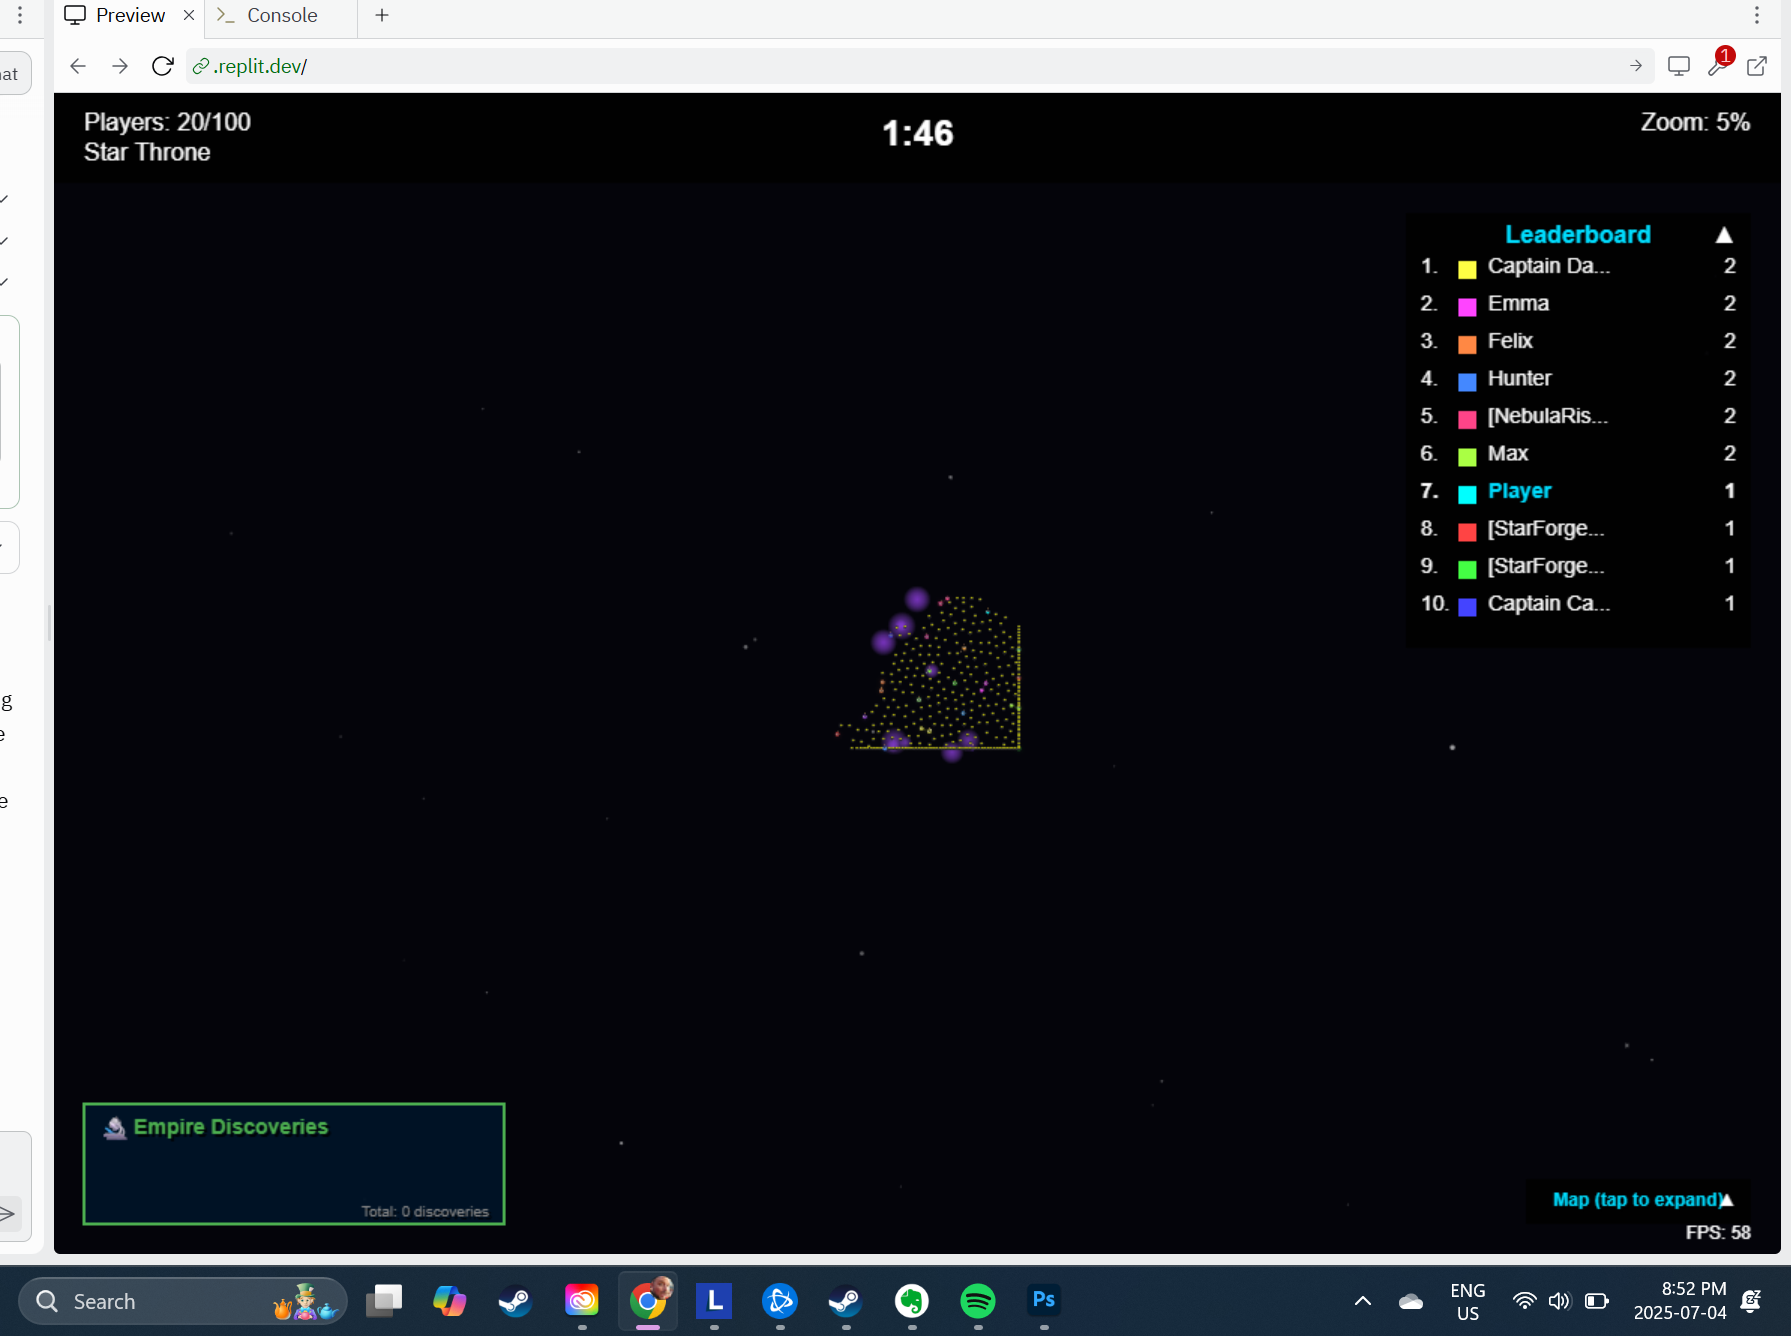 Preview
Console
at
.replit.dev/
1
Players: 20/100
Star Throne
1:46
Zoom: 5%
Leaderboard
1. Captain Da... 2
2. Emma 2
3. Felix 2
4. Hunter 2
5. [NebulaRis... 2
6. Max 2
7. Player 1
8. [StarForge... 1
9. [StarForge... 1
10. Captain Ca... 1
g
e
e
Empire Discoveries
Total: 0 discoveries
Map (tap to expand)
FPS: 58
Search
L
Ps
ENG
US
8:52 PM
2025-07-04